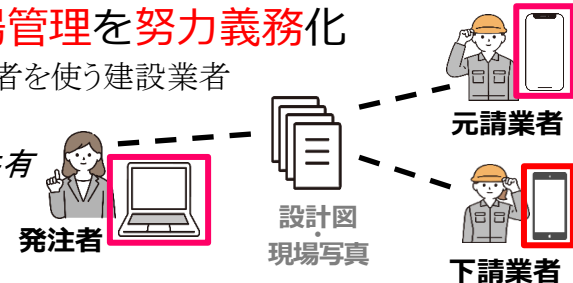 場管理を努力義務化
者を使う建設業者
有
元請業者
発注者
設計図
・
現場写真
下請業者